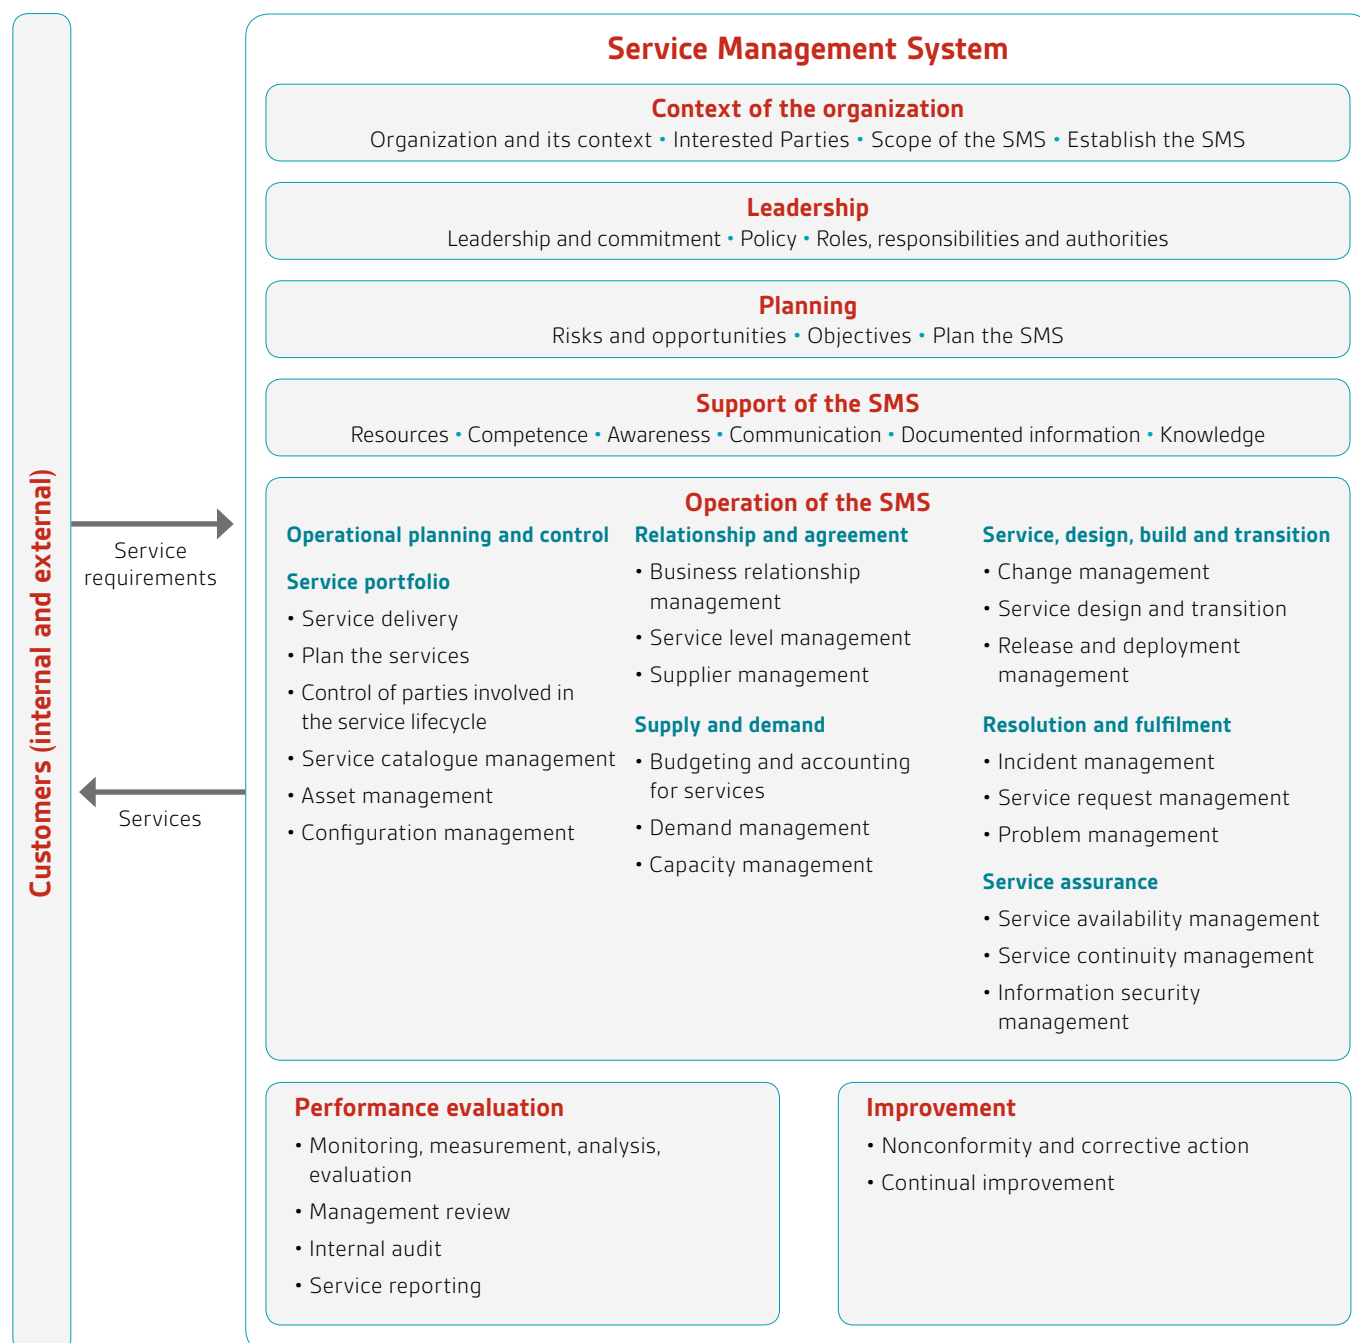 Customers (internal and external)
Service
requirements
Services
Service Management System
Context of the organization
Organization and its context • Interested Parties • Scope of the SMS • Establish the SMS
Leadership
Leadership and commitment • Policy • Roles, responsibilities and authorities
Planning
Risks and opportunities • Objectives • Plan the SMS
Support of the SMS
Resources • Competence • Awareness • Communication • Documented information • Knowledge
Operation of the SMS
Operational planning and control
Service portfolio
• Service delivery
• Plan the services
• Control of parties involved in
the service lifecycle
• Service catalogue management
• Asset management
• Configuration management
Relationship and agreement
• Business relationship
management
• Service level management
• Supplier management
Supply and demand
• Budgeting and accounting
for services
• Demand management
• Capacity management
Service, design, build and transition
• Change management
• Service design and transition
• Release and deployment
management
Resolution and fulfilment
• Incident management
• Service request management
• Problem management
Service assurance
• Service availability management
• Service continuity management
• Information security
management
Performance evaluation
• Monitoring, measurement, analysis,
evaluation
• Management review
• Internal audit
• Service reporting
Improvement
• Nonconformity and corrective action
• Continual improvement